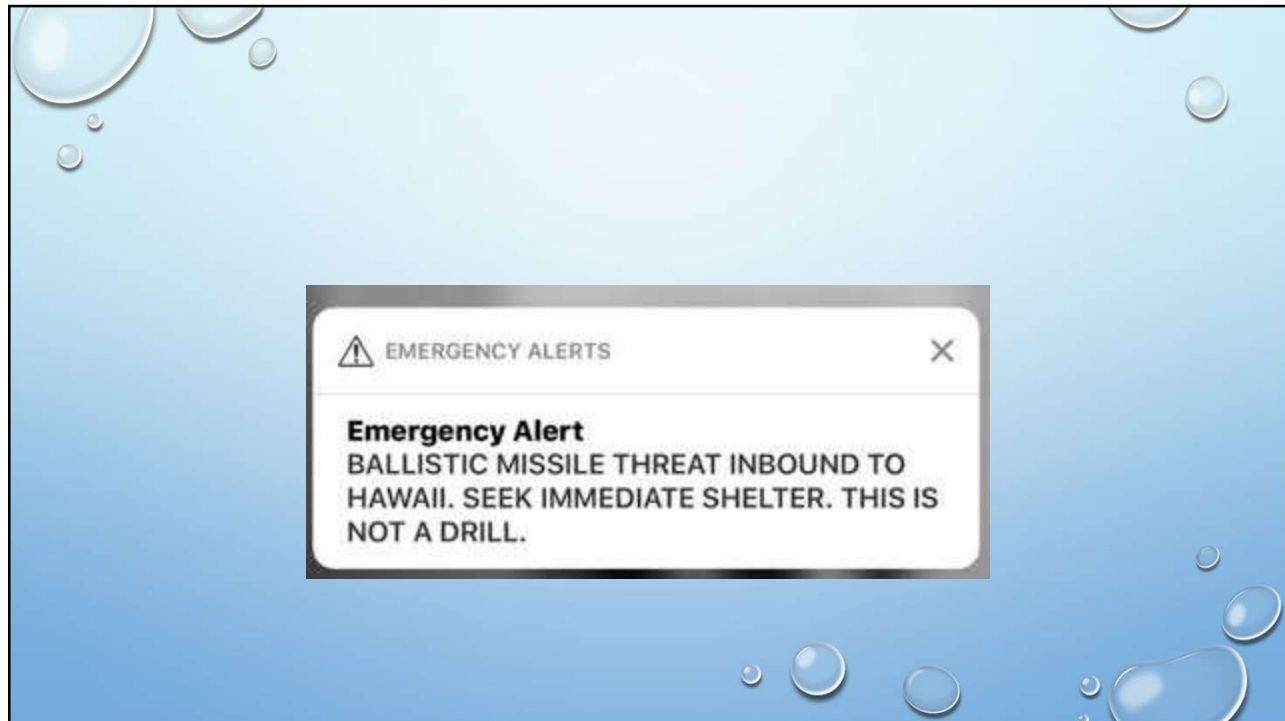 EMERGENCY ALERTS
Emergency Alert
BALLISTIC MISSILE THREAT INBOUND TO
HAWAII. SEEK IMMEDIATE SHELTER. THIS IS
NOT A DRILL.